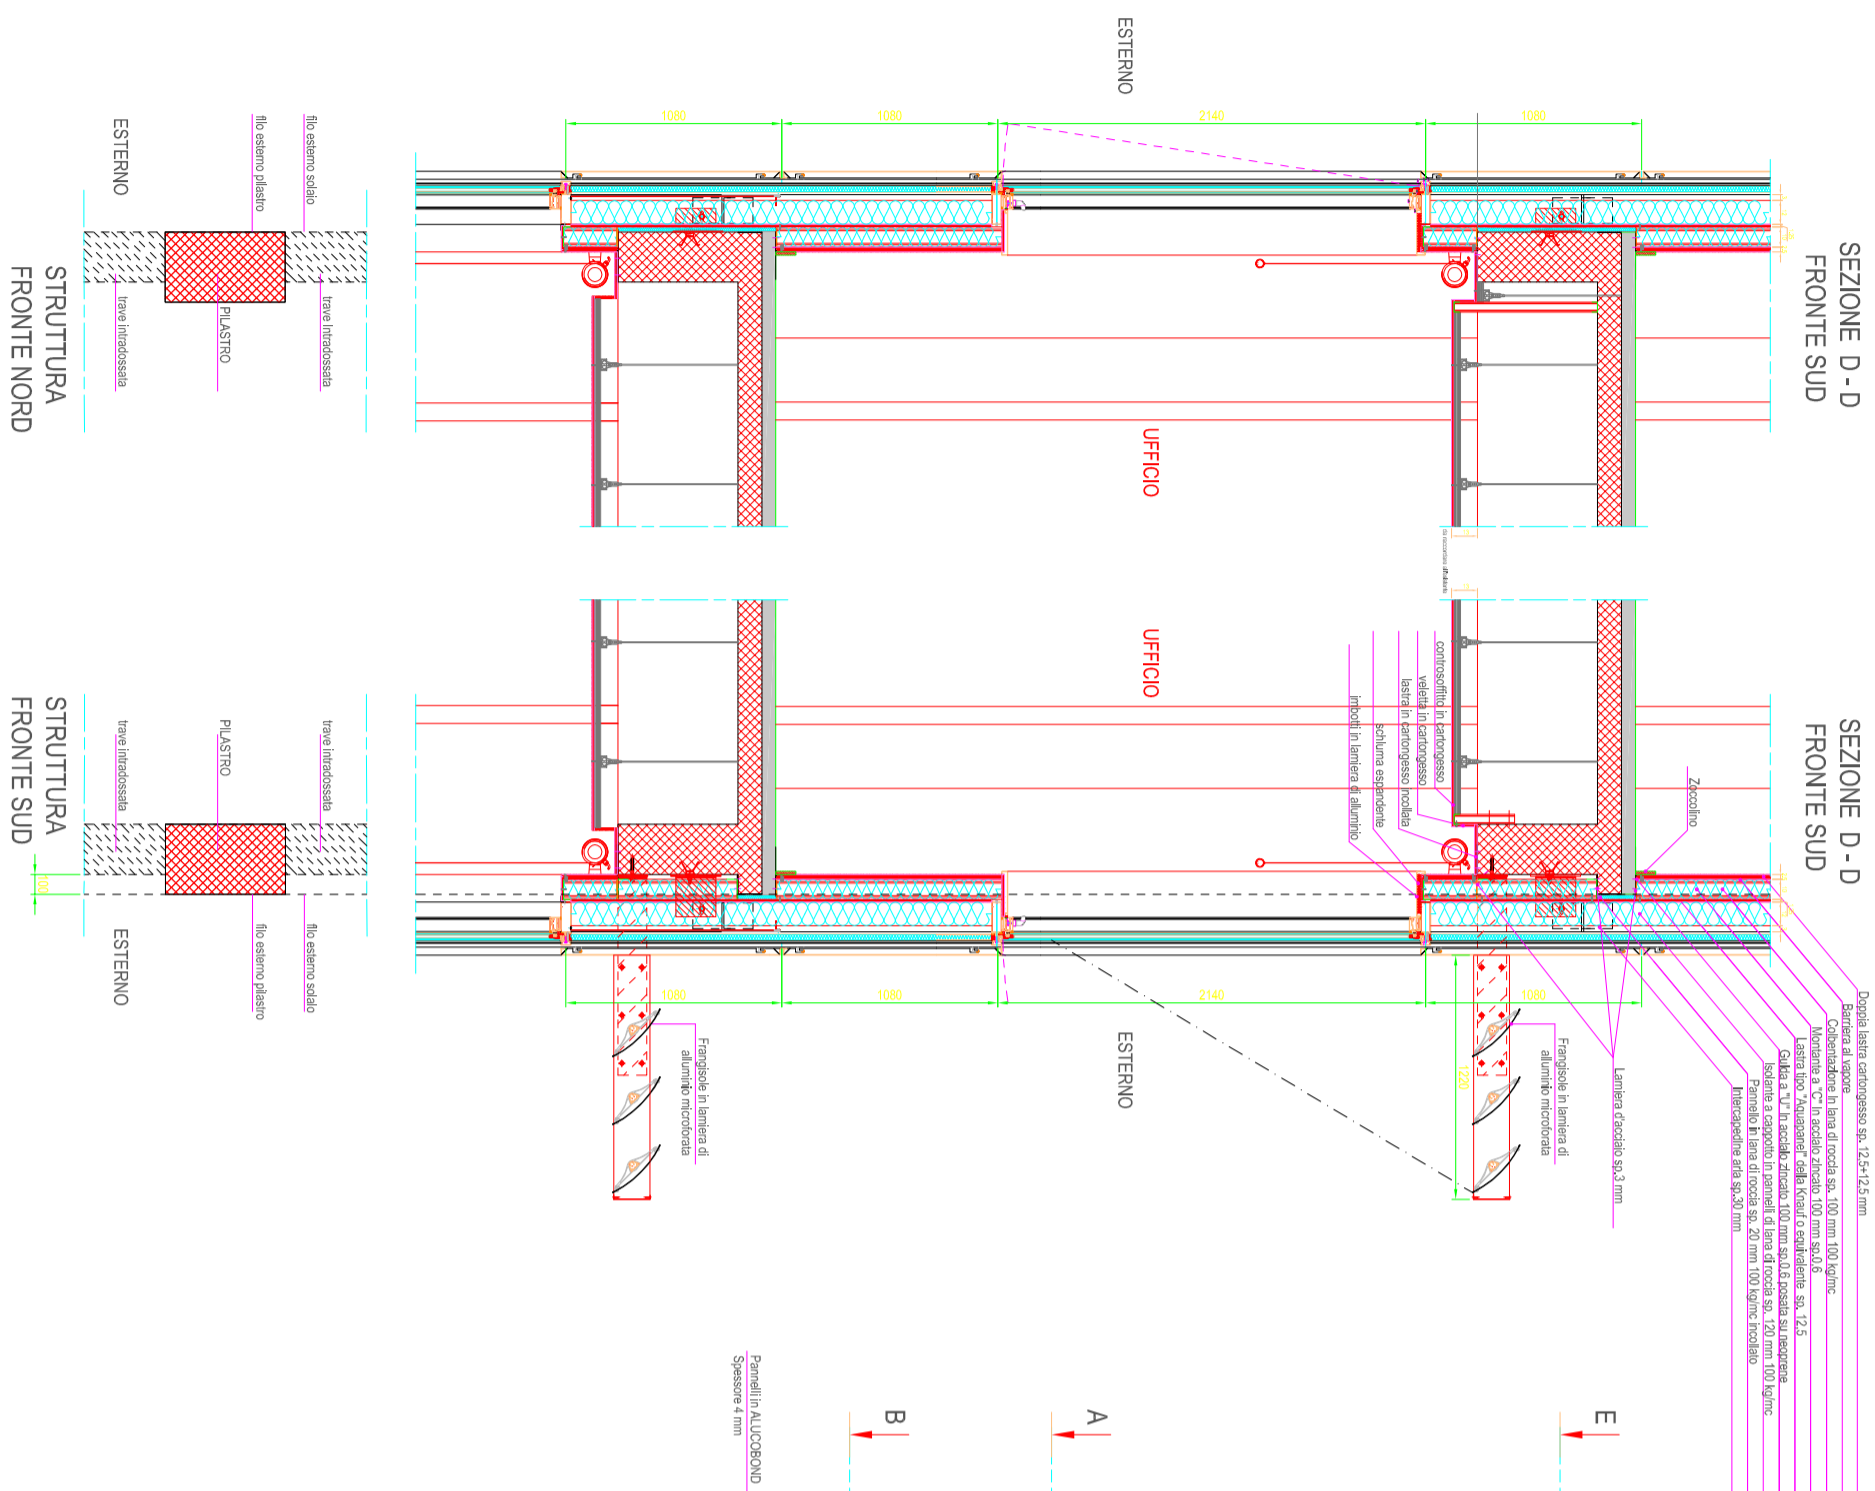 SEZIONE D - D
FRONTE SUD
SEZIONE D - D
FRONTE SUD
Doppia lastra cartongesso sp. 12,5+12,5 mm
Barriera al vapore
Coibentazione in lana di roccia sp. 100 mm 100 kg/mc
Montante a "C" in acciaio zincato 100 mm sp.0.6
Lastra tipo "Aquapanel" della Knauf o equivalente sp. 12,5
Guida a "U" in acciaio zincato 100 mm sp.0.6 posata su neoprene
Isolante a cappotto in pannelli di lana di roccia sp. 120 mm 100 kg/mc
Pannello in lana di roccia sp. 20 mm 100 kg/mc incollato
Intercapedine aria sp.30 mm
Zoccolino
Lamiera d'acciaio sp.3 mm
E
1080
1080
Frangisole in lamiera di
alluminio microforata
1220
controsoffitto in cartongesso
veletta in cartongesso
lastra in cartongesso incollata
schiuma espandente
imbotti in lamiera di alluminio
2140
2140
ESTERNO
UFFICIO
UFFICIO
ESTERNO
A
B
1080
1080
Pannelli in ALUCOBOND
Spessore 4 mm
1080
1080
Frangisole in lamiera di
alluminio microforata
filo esterno solaio
trave intradossata
filo esterno pilastro
PILASTRO
ESTERNO
trave intradossata
STRUTTURA
FRONTE NORD
trave intradossata
filo esterno solaio
PILASTRO
filo esterno pilastro
trave intradossata
ESTERNO
100
STRUTTURA
FRONTE SUD